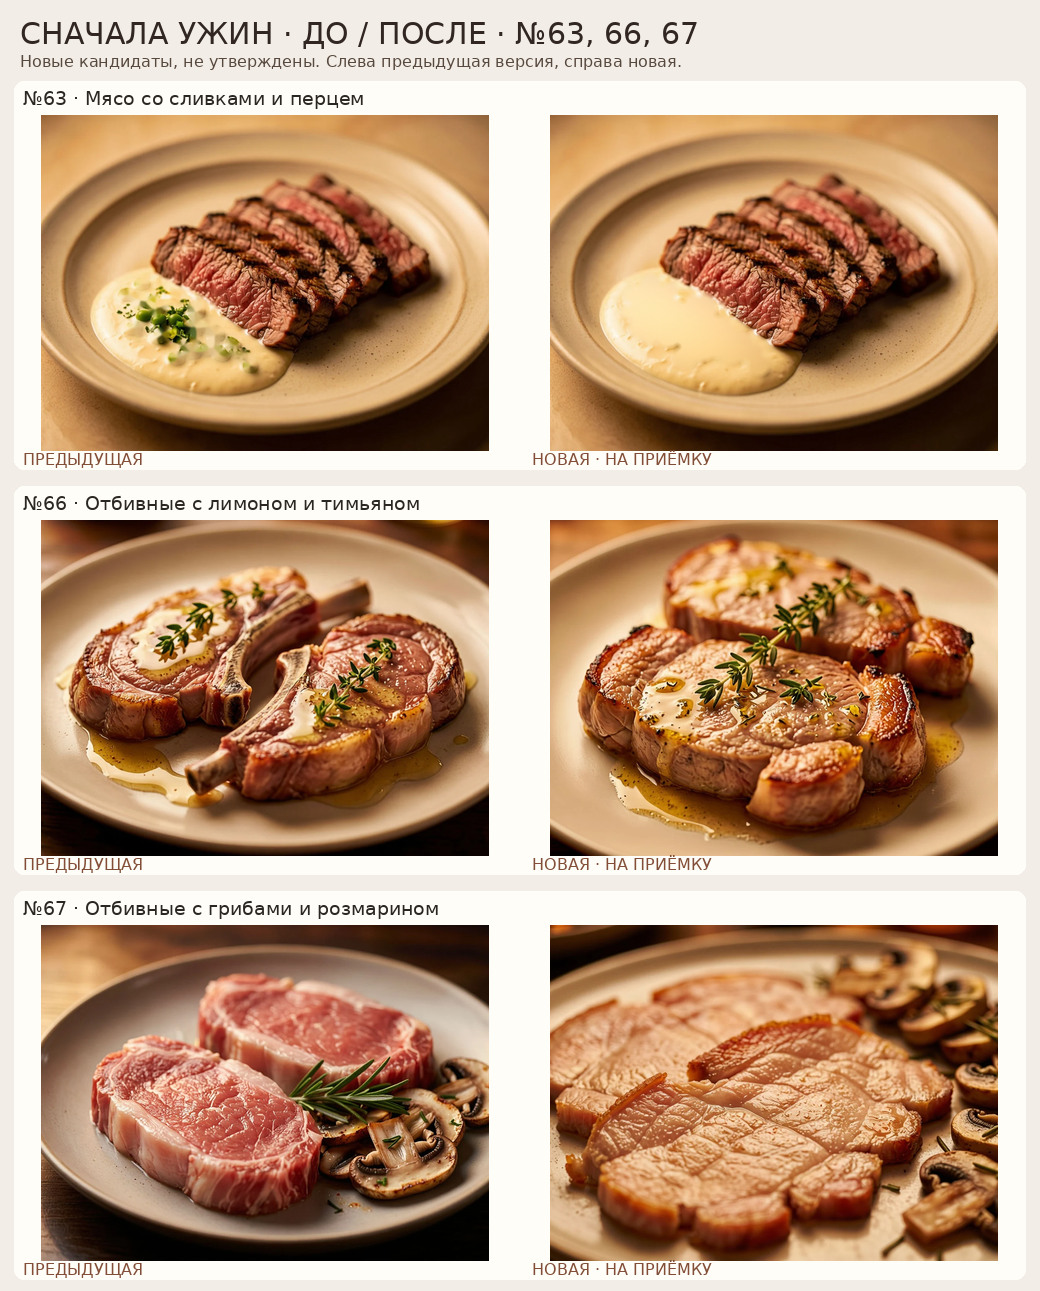 СНАЧАЛА УЖИН · ДО / ПОСЛЕ · №63, 66, 67
Новые кандидаты, не утверждены. Слева предыдущая версия, справа новая.
№63 · Мясо со сливками и перцем
ПРЕДЫДУЩАЯ
НОВАЯ · НА ПРИЁМКУ
№66 · Отбивные с лимоном и тимьяном
ПРЕДЫДУЩАЯ
НОВАЯ · НА ПРИЁМКУ
№67 · Отбивные с грибами и розмарином
ПРЕДЫДУЩАЯ
НОВАЯ · НА ПРИЁМКУ